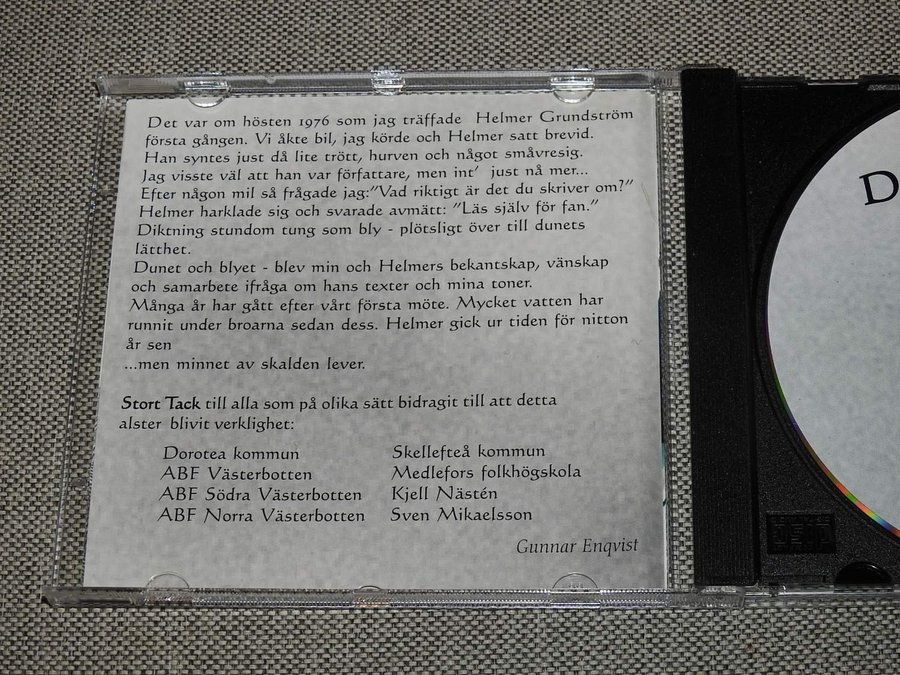 Det var om hösten 1976 som jag träffade Helmer Grundström
första gången. Vi åkte bil, jag körde och Helmer satt brevid.
Han syntes just då lite trött, hurven och något småvresig.
Jag visste väl att han var författare, men int' just nå mer...
Efter någon mil så frågade jag:"Vad riktigt är det du skriver om?"
Helmer harklade sig och svarade avmätt: "Läs själv för fan."
Diktning stundom tung som bly - plötsligt över till dunets
lätthet.
Dunet och blyet - blev min och Helmers bekantskap, vänskap
och samarbete ifråga om hans texter och mina toner.
Många år har gått efter vårt första möte. Mycket vatten har
runnit under broarna sedan dess. Helmer gick ur tiden för nitton
år sen
...men minnet av skalden lever.
Stort Tack till alla som på olika sätt bidragit till att detta
alster blivit verklighet:
Dorotea kommun
ABF Västerbotten
ABF Södra Västerbotten
ABF Norra Västerbotten
Skellefteå kommun
Medlefors folkhögskola
Kjell Nästén
Sven Mikaelsson
Gunnar Enqvist
D